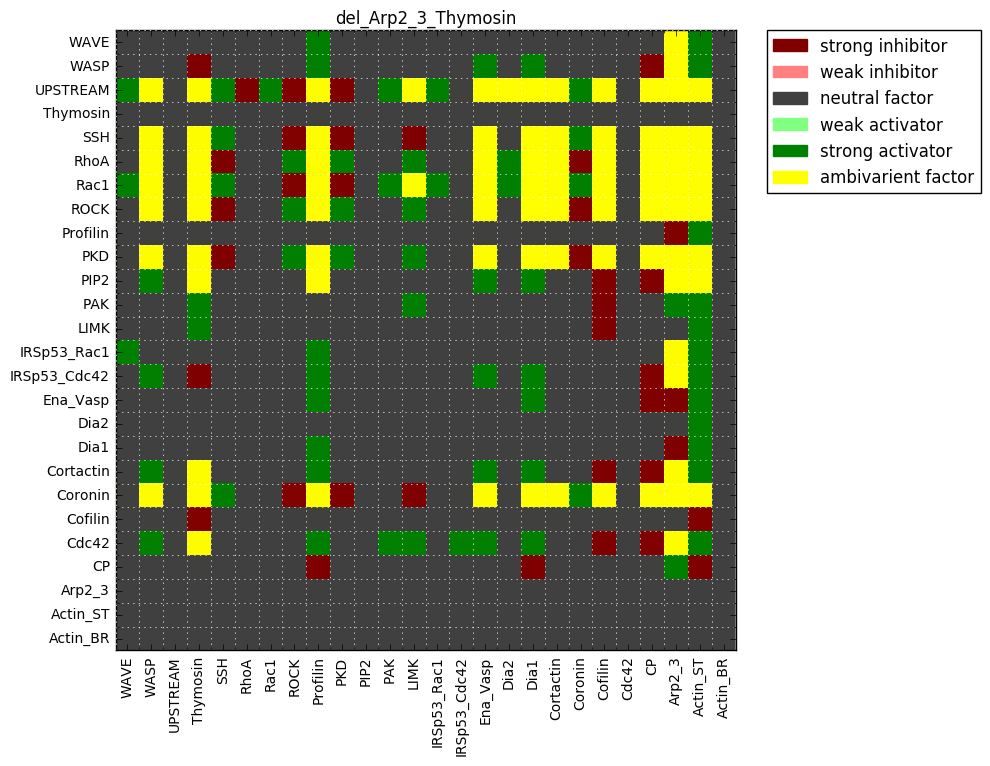 del_Arp2_3_Thymosin
WAVE
WASP
UPSTREAM
Thymosin
SSH
RhoA
Rac1
ROCK
Profilin
PKD
PIP2
PAK
LIMK
IRSp53_Rac1
IRSp53_Cdc42
Ena_Vasp
Dia2
Dia1
Cortactin
Coronin
Cofilin
Cdc42
CP
Arp2_3
Actin_ST
Actin_BR
WAVE
WASP
UPSTREAM
Thymosin
SSH
RhoA
Rac1
ROCK
Profilin
PKD
PIP2
PAK
LIMK
IRSp53_Rac1
IRSp53_Cdc42
Ena_Vasp
Dia2
Dia1
Cortactin
Coronin
Cofilin
Cdc42
CP
Arp2_3
Actin_ST
Actin_BR
strong inhibitor
weak inhibitor
neutral factor
weak activator
strong activator
ambivarient factor